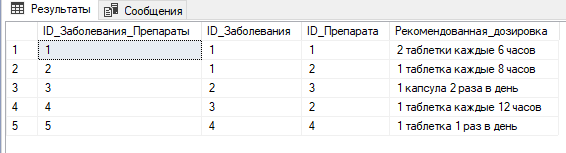 Результаты Сообщения
ID_Заболевания_Препараты ID_Заболевания ID_Препарата Рекомендованная_дозировка
1 1 1 1 2 таблетки каждые 6 часов
2 2 1 2 1 таблетка каждые 8 часов
3 3 2 3 1 капсула 2 раза в день
4 4 3 2 1 таблетка каждые 12 часов
5 5 4 4 1 таблетка 1 раз в день